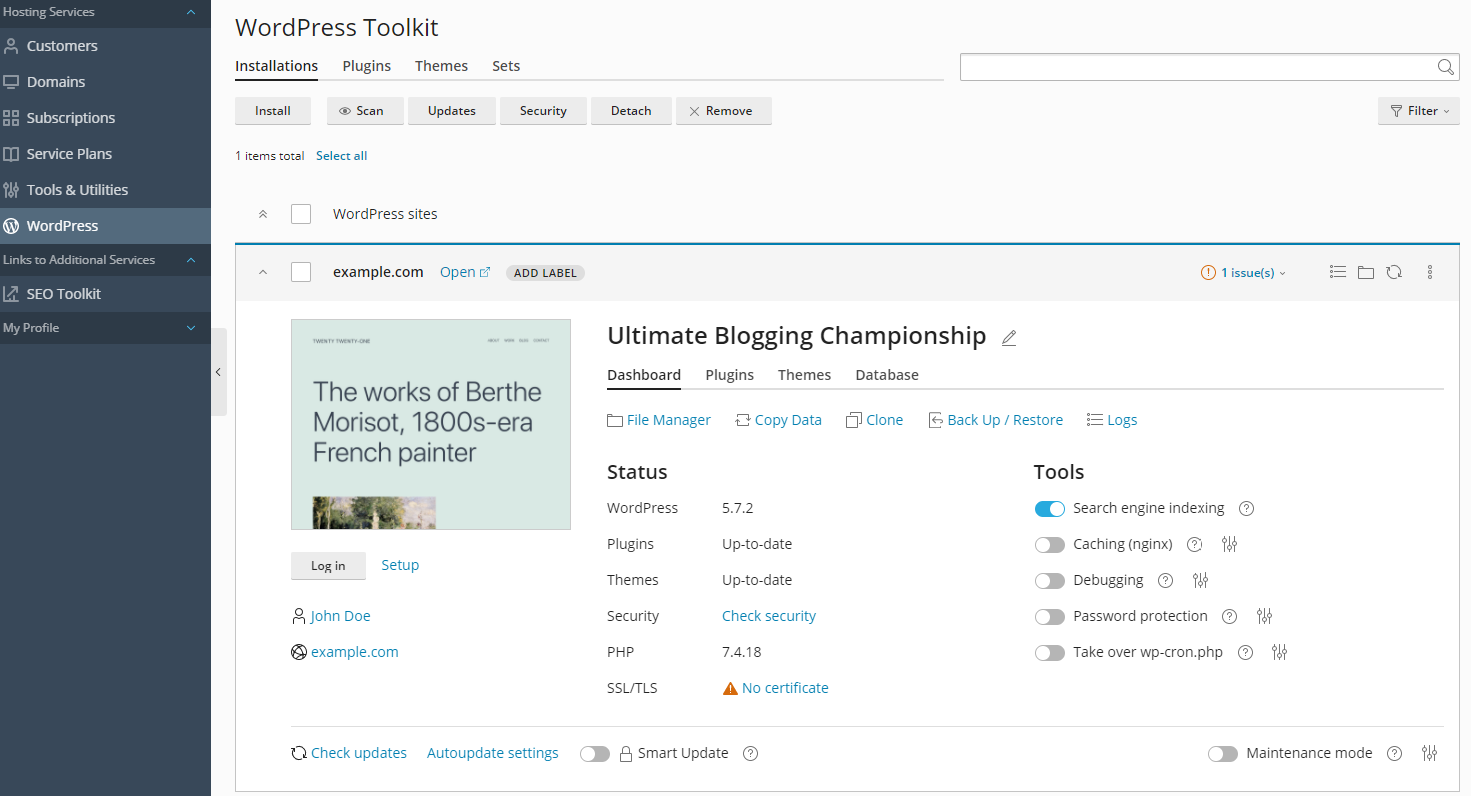 Hosting Services
Customers
Domains
Subscriptions
Service Plans
Tools & Utilities
WordPress
Links to Additional Services
SEO Toolkit
My Profile
WordPress Toolkit
Installations Plugins Themes Sets
Install Scan Updates Security Detach Remove Filter
1 items total Select all
WordPress sites
example.com Open ADD LABEL 1 issue(s)
TWENTY TWENTY-ONE ABOUT WORK BLOG CONTACT
The works of Berthe
Morisot, 1800s-era
French painter
Log in Setup
John Doe
example.com
Ultimate Blogging Championship
Dashboard Plugins Themes Database
File Manager Copy Data Clone Back Up / Restore Logs
Status
WordPress 5.7.2
Plugins Up-to-date
Themes Up-to-date
Security Check security
PHP 7.4.18
SSL/TLS No certificate
Tools
Search engine indexing
Caching (nginx)
Debugging
Password protection
Take over wp-cron.php
Check updates Autoupdate settings Smart Update Maintenance mode